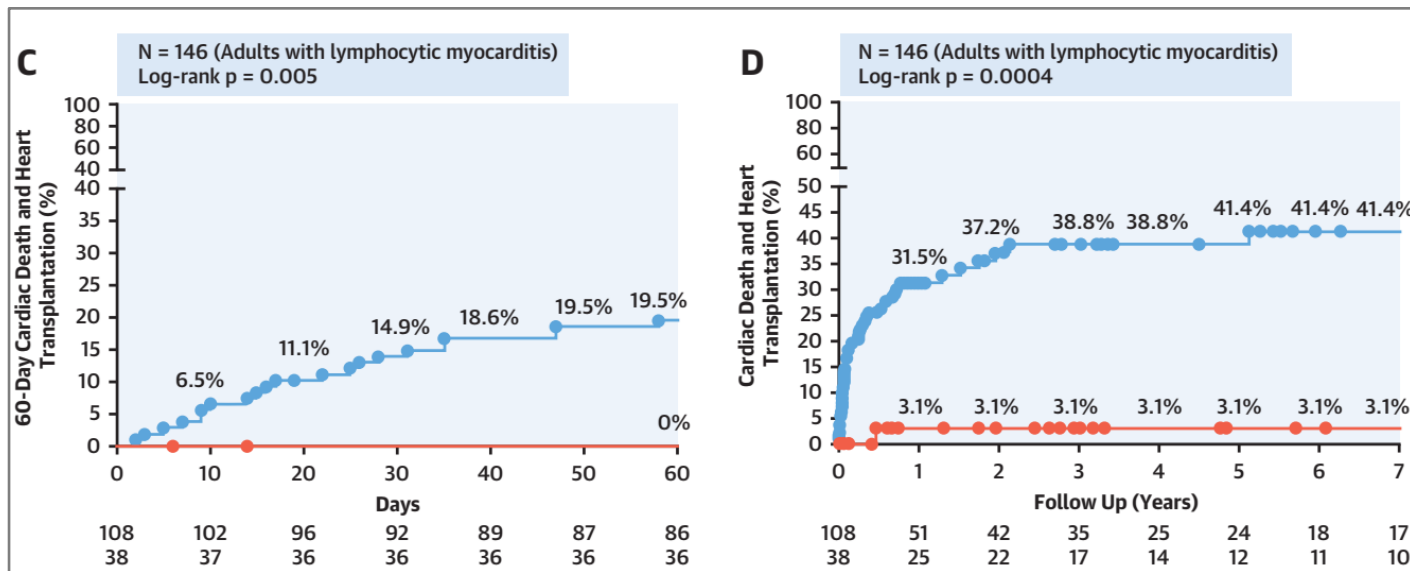 C
N = 146 (Adults with lymphocytic myocarditis)
Log-rank p = 0.005
60-Day Cardiac Death and Heart
Transplantation (%)
100
80
60
40
40
35
30
25
20
15
10
5
0
6.5%
11.1%
14.9%
18.6%
19.5%
19.5%
0%
0 10 20 30 40 50 60
Days
108 102 96 92 89 87 86
38 37 36 36 36 36 36
D
N = 146 (Adults with lymphocytic myocarditis)
Log-rank p = 0.0004
Cardiac Death and Heart
Transplantation (%)
100
80
60
50
45
40
35
30
25
20
15
10
5
0
31.5%
37.2%
38.8%
38.8%
41.4%
41.4%
41.4%
3.1% 3.1% 3.1% 3.1% 3.1% 3.1% 3.1%
0 1 2 3 4 5 6 7
Follow Up (Years)
108 51 42 35 25 24 18 17
38 25 22 17 14 12 11 10